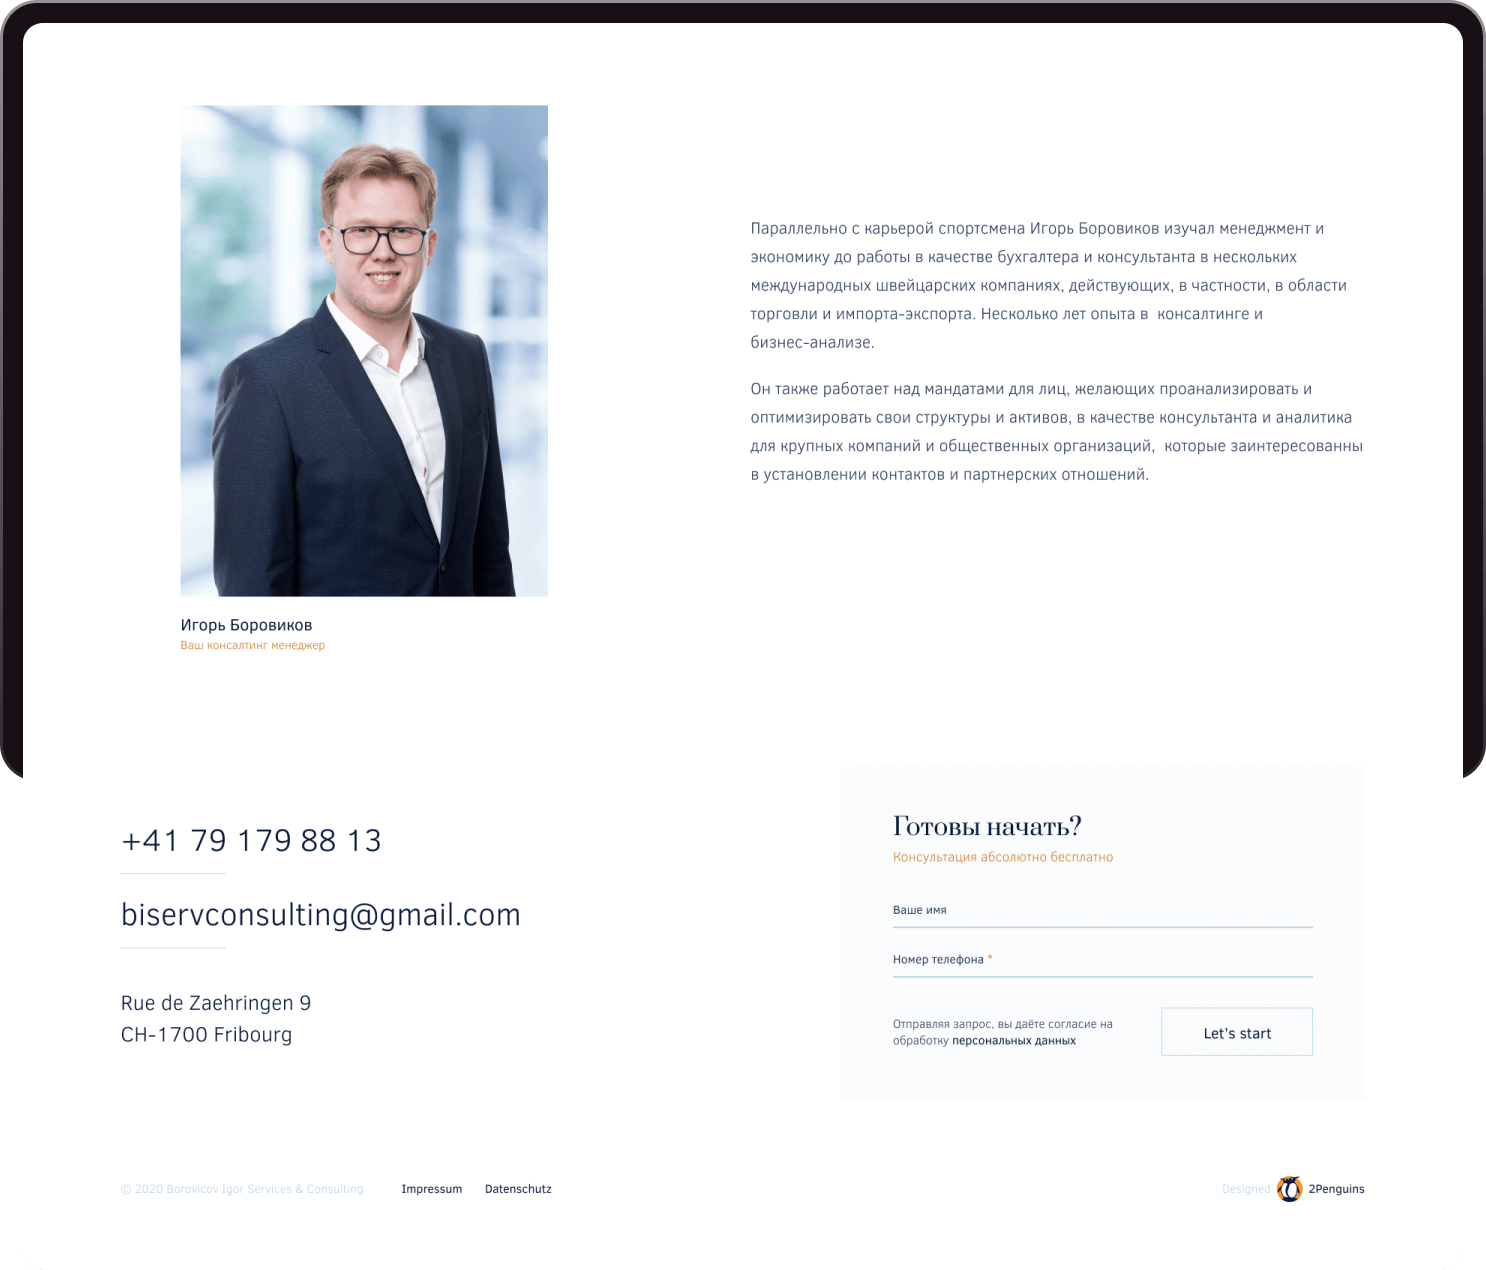 Параллельно с карьерой спортсмена Игорь Боровиков изучал менеджмент и
экономику до работы в качестве бухгалтера и консультанта в нескольких
международных швейцарских компаниях, действующих, в частности, в области
торговли и импорта-экспорта. Несколько лет опыта в консалтинге и
бизнес-анализе.
Он также работает над мандатами для лиц, желающих проанализировать и
оптимизировать свои структуры и активов, в качестве консультанта и аналитика
для крупных компаний и общественных организаций, которые заинтересованны
в установлении контактов и партнерских отношений.
Игорь Боровиков
Ваш консалтинг менеджер
+41 79 179 88 13
biservconsulting@gmail.com
Rue de Zaehringen 9
CH-1700 Fribourg
Готовы начать?
Консультация абсолютно бесплатно
Ваше имя
Номер телефона *
Отправляя запрос, вы даёте согласие на
обработку персональных данных
Let's start
© 2020 Borovicov Igor Services & Consulting
Impressum
Datenschutz
Designed
2Penguins